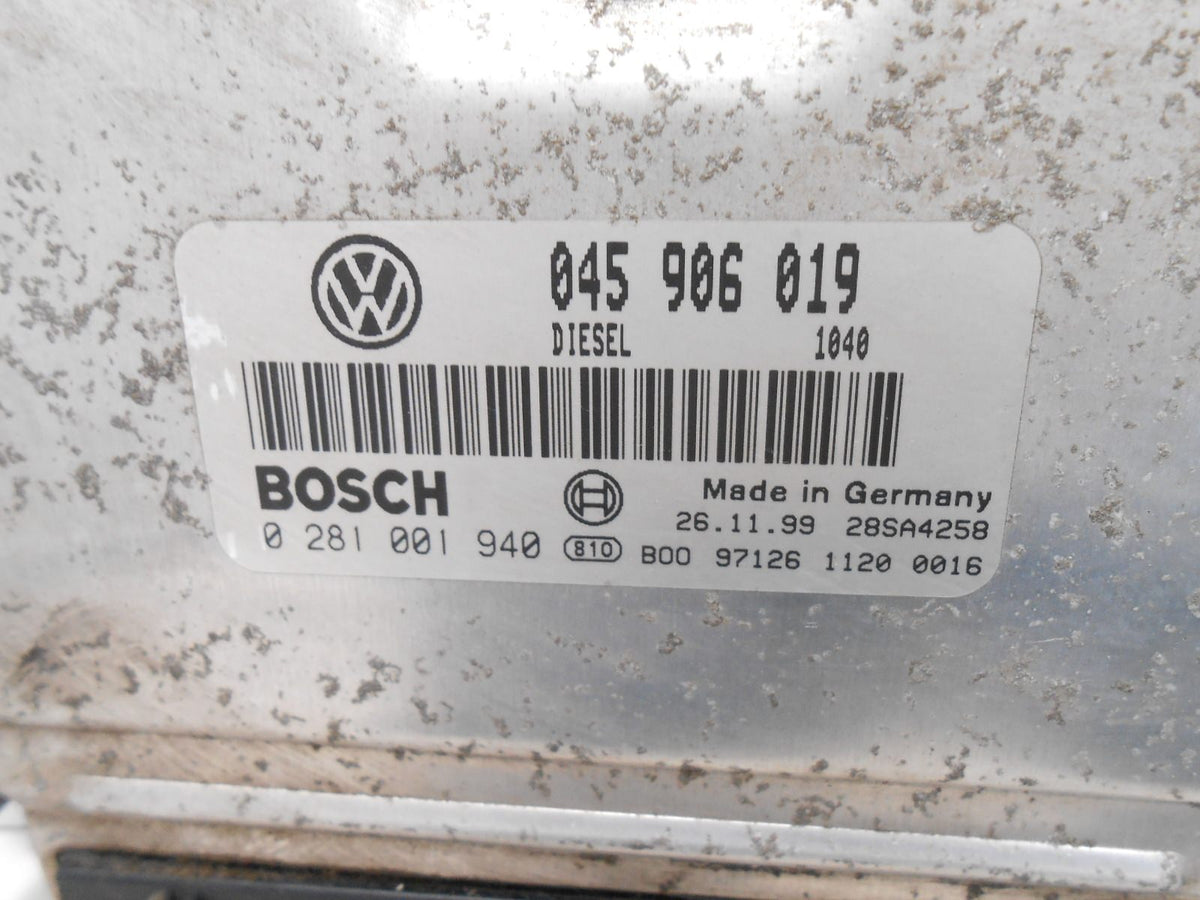 045 906 019
DIESEL 1040
BOSCH
Made in Germany
26.11.99 28SA4258
0 281 001 940 810 B00 97126 1120 0016